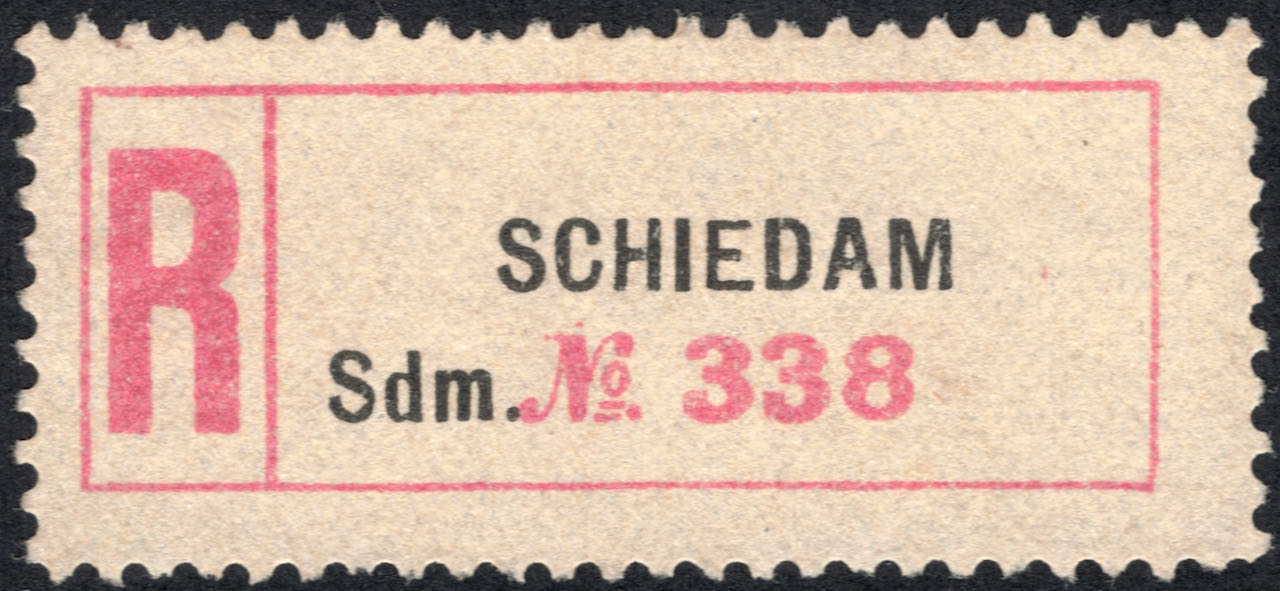 R
SCHIEDAM
Sdm. № 338